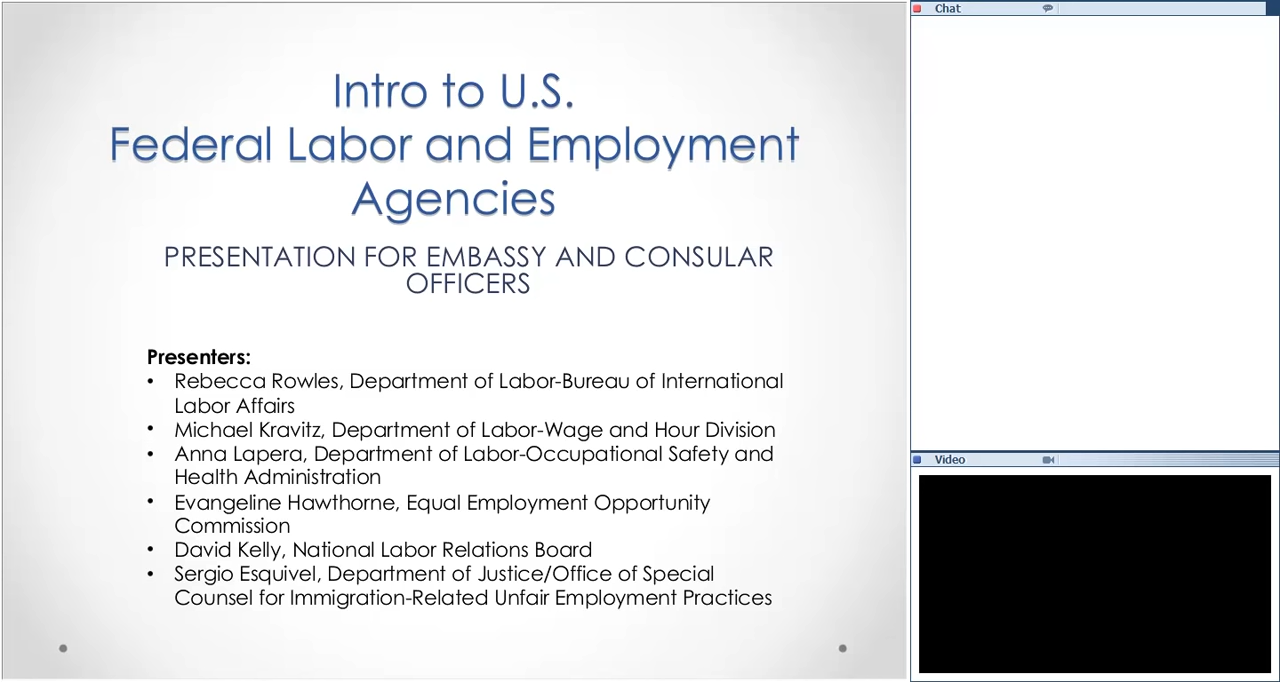 Intro to U.S.
Federal Labor and Employment
Agencies
PRESENTATION FOR EMBASSY AND CONSULAR
OFFICERS
Presenters:
• Rebecca Rowles, Department of Labor-Bureau of International
Labor Affairs
• Michael Kravitz, Department of Labor-Wage and Hour Division
• Anna Lapera, Department of Labor-Occupational Safety and
Health Administration
• Evangeline Hawthorne, Equal Employment Opportunity
Commission
• David Kelly, National Labor Relations Board
• Sergio Esquivel, Department of Justice/Office of Special
Counsel for Immigration-Related Unfair Employment Practices
Chat
Video